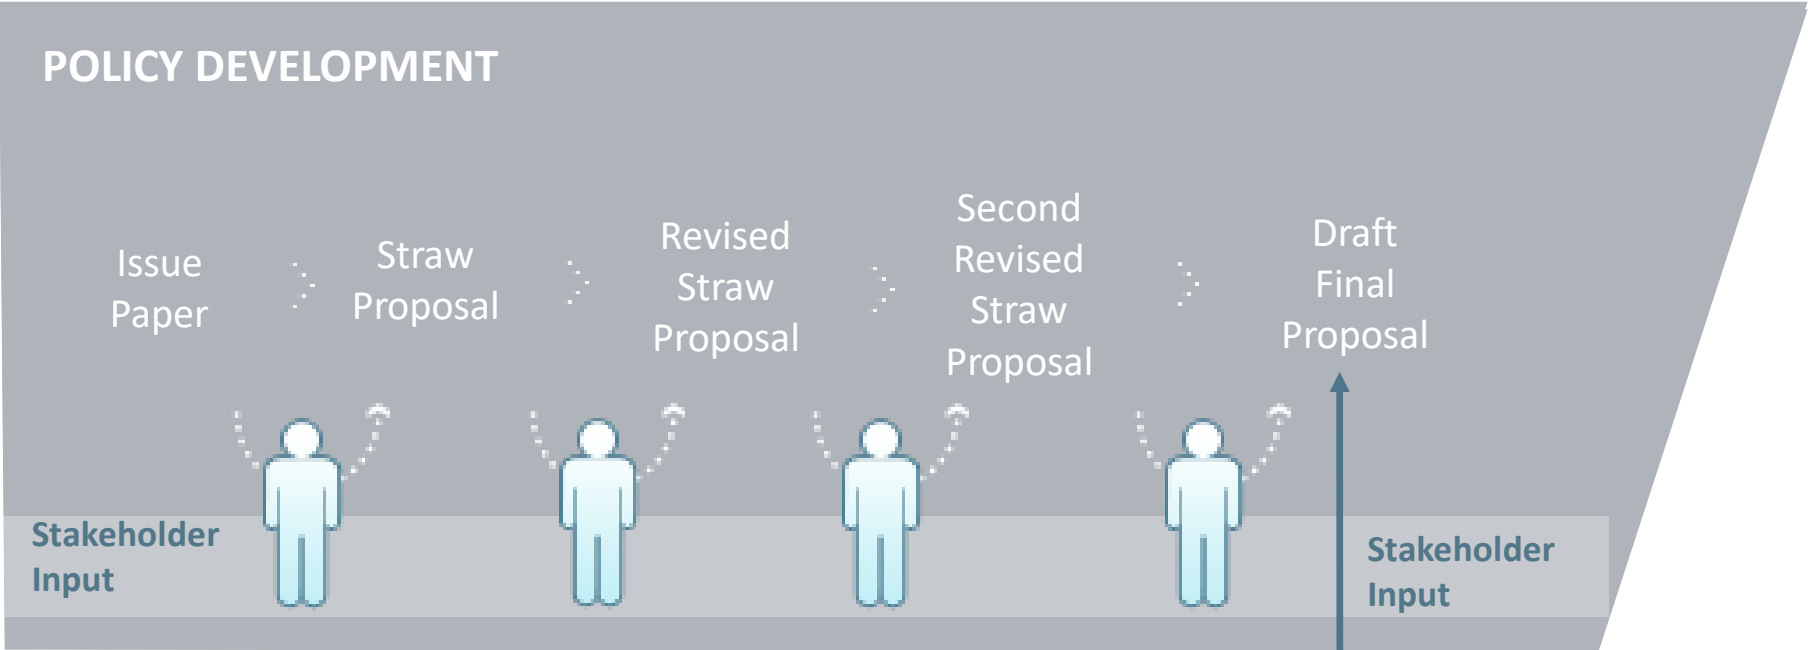 POLICY DEVELOPMENT
Issue
Paper
Straw
Proposal
Revised
Straw
Proposal
Second
Revised
Straw
Proposal
Draft
Final
Proposal
Stakeholder
Input
Stakeholder
Input